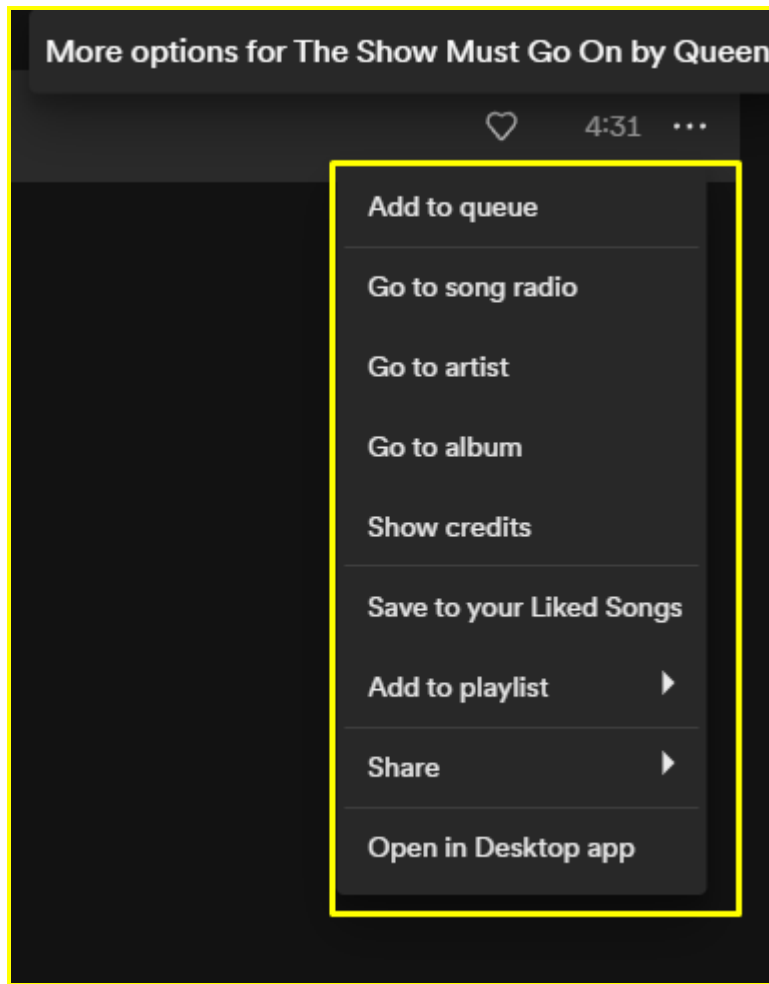 More options for The Show Must Go On by Queen
4:31
Add to queue
Go to song radio
Go to artist
Go to album
Show credits
Save to your Liked Songs
Add to playlist
Share
Open in Desktop app